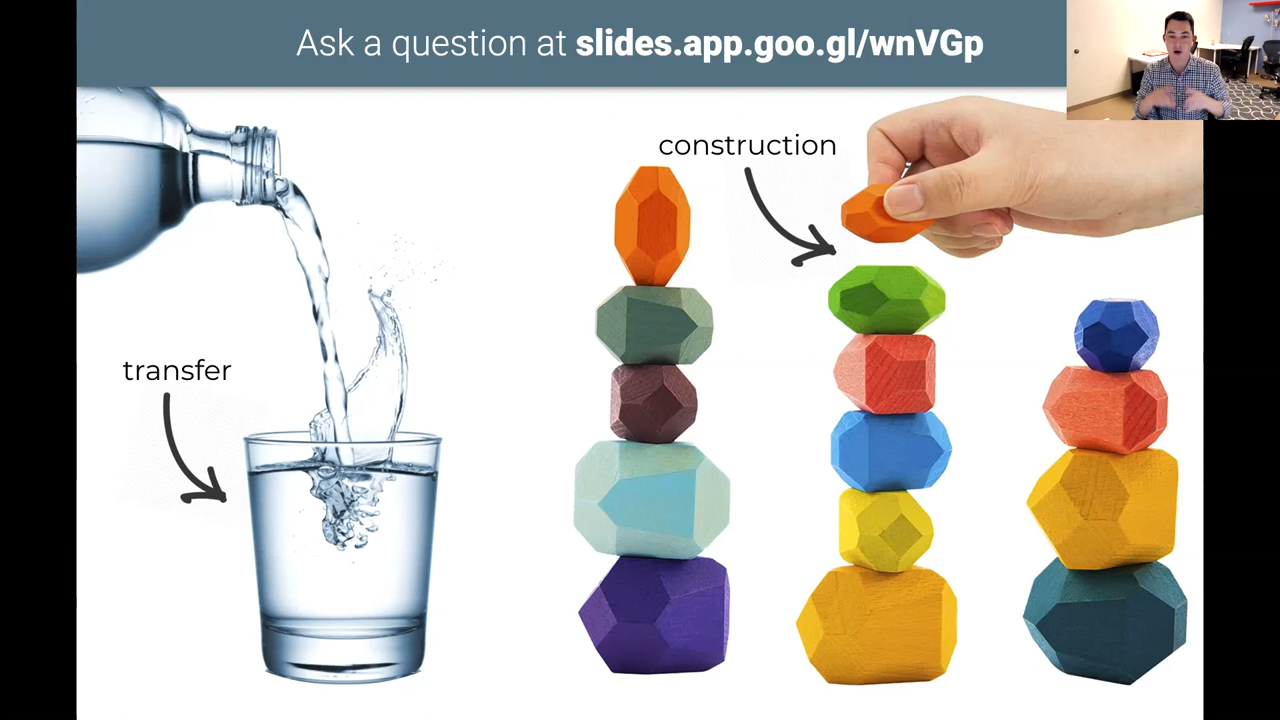 Ask a question at slides.app.goo.gl/wnVGp
construction
transfer